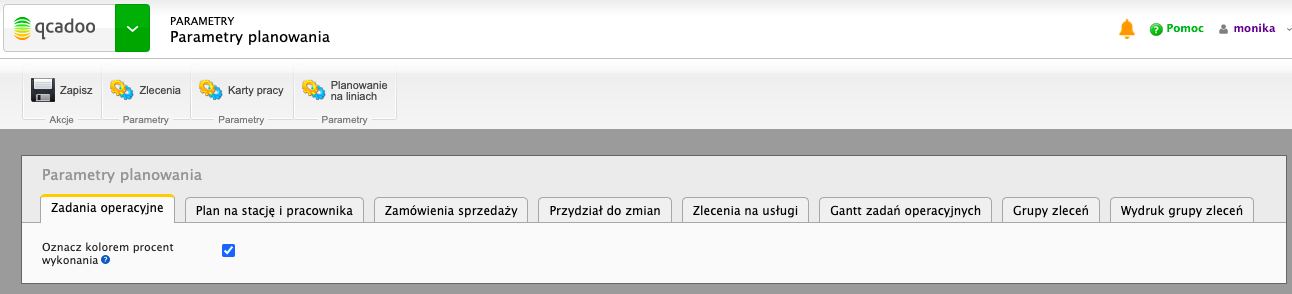 qcadoo
PARAMETRY
Parametry planowania
Pomoc
monika
Zapisz
Akcje
Zlecenia
Parametry
Karty pracy
Parametry
Planowanie
na liniach
Parametry
Parametry planowania
Zadania operacyjne
Plan na stację i pracownika
Zamówienia sprzedaży
Przydział do zmian
Zlecenia na usługi
Gantt zadań operacyjnych
Grupy zleceń
Wydruk grupy zleceń
Oznacz kolorem procent
wykonania